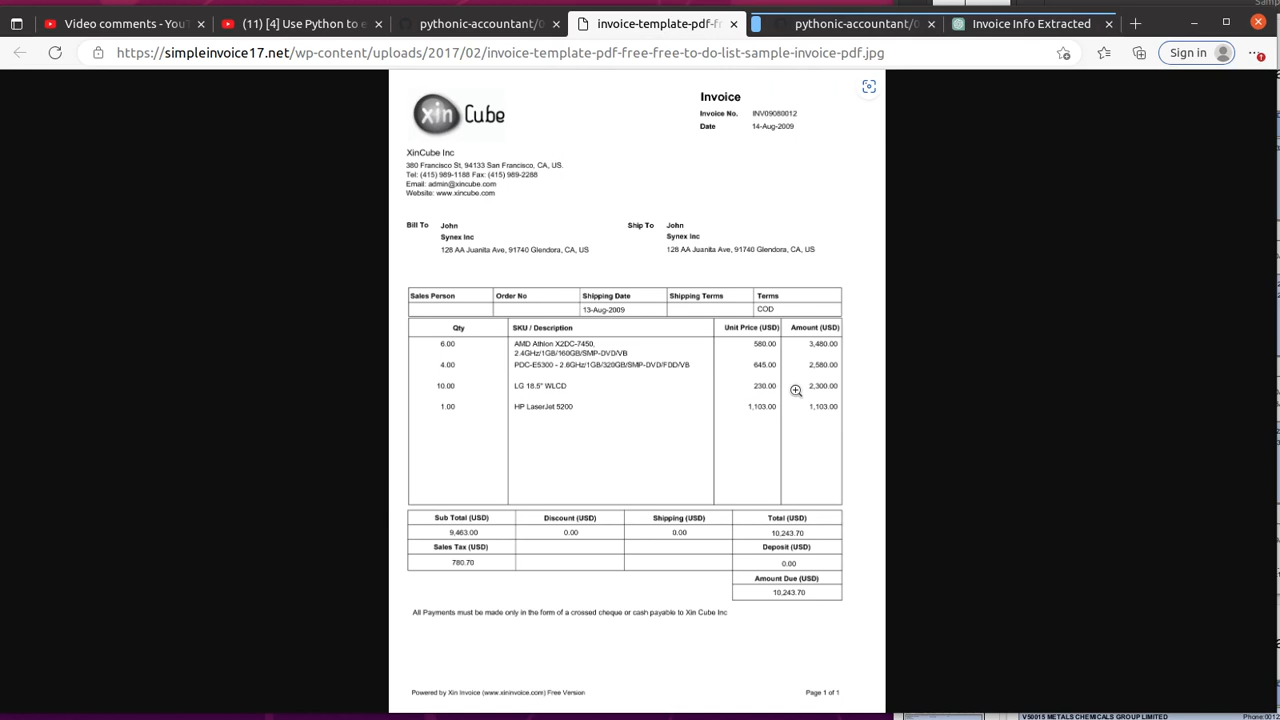 Video comments - You
(11) [4] Use Python to e
pythonic-accountant/
invoice-template-pdf-fr
pythonic-accountant/
Invoice Info Extracted
https://simpleinvoice17.net/wp-content/uploads/2017/02/invoice-template-pdf-free-free-to-do-list-sample-invoice-pdf.jpg
Sign in
xin Cube
Invoice
Invoice No. INV09080012
Date 14-Aug-2009
XinCube Inc
380 Francisco St, 94133 San Francisco, CA, US.
Tel: (415) 989-1188 Fax: (415) 989-2288
Email: admin@xincube.com
Website: www.xincube.com
Bill To John Ship To John
Synex Inc Synex Inc
128 AA Juanita Ave, 91740 Glendora, CA, US 128 AA Juanita Ave, 91740 Glendora, CA, US
Sales Person Order No Shipping Date Shipping Terms Terms
13-Aug-2009 COD
Qty SKU / Description Unit Price (USD) Amount (USD)
6.00 AMD Athlon X2DC-7450, 580.00 3,480.00
2.4GHz/1GB/160GB/SMP-DVD/VB
4.00 PDC-E5300 - 2.6GHz/1GB/320GB/SMP-DVD/FDD/VB 645.00 2,580.00
10.00 LG 18.5" WLCD 230.00 2,300.00
1.00 HP LaserJet 5200 1,103.00 1,103.00
Sub Total (USD) Discount (USD) Shipping (USD) Total (USD)
9,463.00 0.00 0.00 10,243.70
Sales Tax (USD) Deposit (USD)
780.70 0.00
Amount Due (USD)
10,243.70
All Payments must be made only in the form of a crossed cheque or cash payable to Xin Cube Inc
Powered by Xin Invoice (www.xininvoice.com) Free Version Page 1 of 1
V50015 METALS CHEMICALS GROUP LIMITED